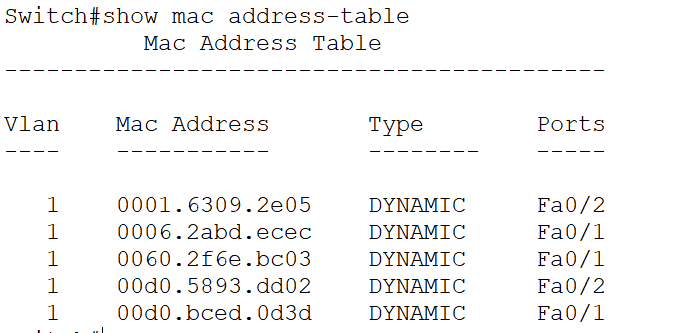 Switch#show mac address-table
Mac Address Table
-------------------------------------------
Vlan    Mac Address       Type        Ports
----    -----------       --------    -----
1    0001.6309.2e05    DYNAMIC     Fa0/2
1    0006.2abd.ecec    DYNAMIC     Fa0/1
1    0060.2f6e.bc03    DYNAMIC     Fa0/1
1    00d0.5893.dd02    DYNAMIC     Fa0/2
1    00d0.bced.0d3d    DYNAMIC     Fa0/1